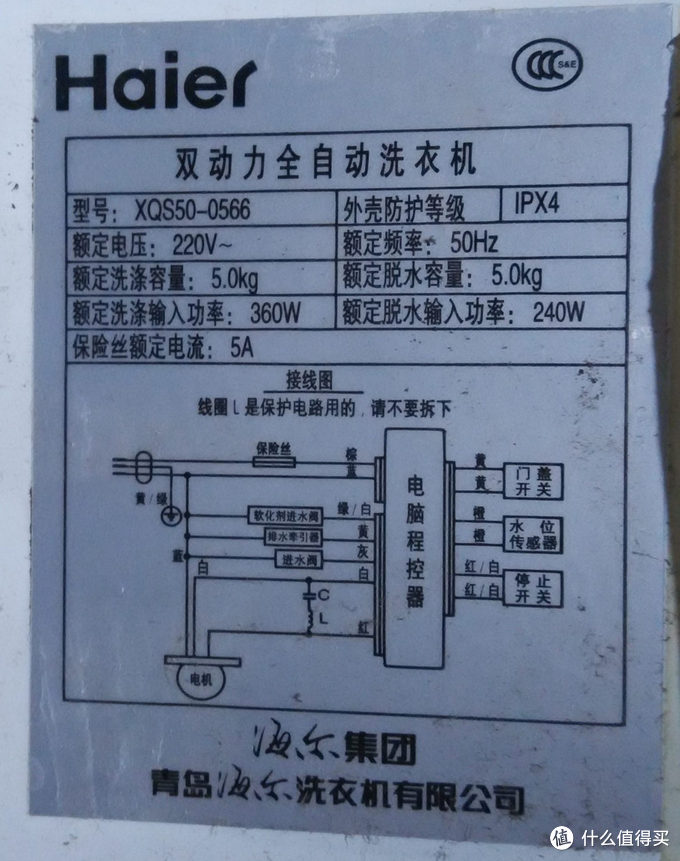 Haier
CCC S&E
双动力全自动洗衣机
型号: XQS50-0566 外壳防护等级 IPX4
额定电压: 220V~ 额定频率: 50Hz
额定洗涤容量: 5.0kg 额定脱水容量: 5.0kg
额定洗涤输入功率: 360W 额定脱水输入功率: 240W
保险丝额定电流: 5A
接线图
线圈L是保护电路用的，请不要拆下
保险丝 棕 黄 门盖
蓝 黄 开关
黄/绿 绿/白
软化剂进水阀 黄 橙 水位
排水牵引器 灰 橙 传感器
蓝 进水阀
白 白 红/白 停止
C 红/白 开关
L
红
电脑程控器
电机
海尔集团
青岛海尔洗衣机有限公司
值 什么值得买